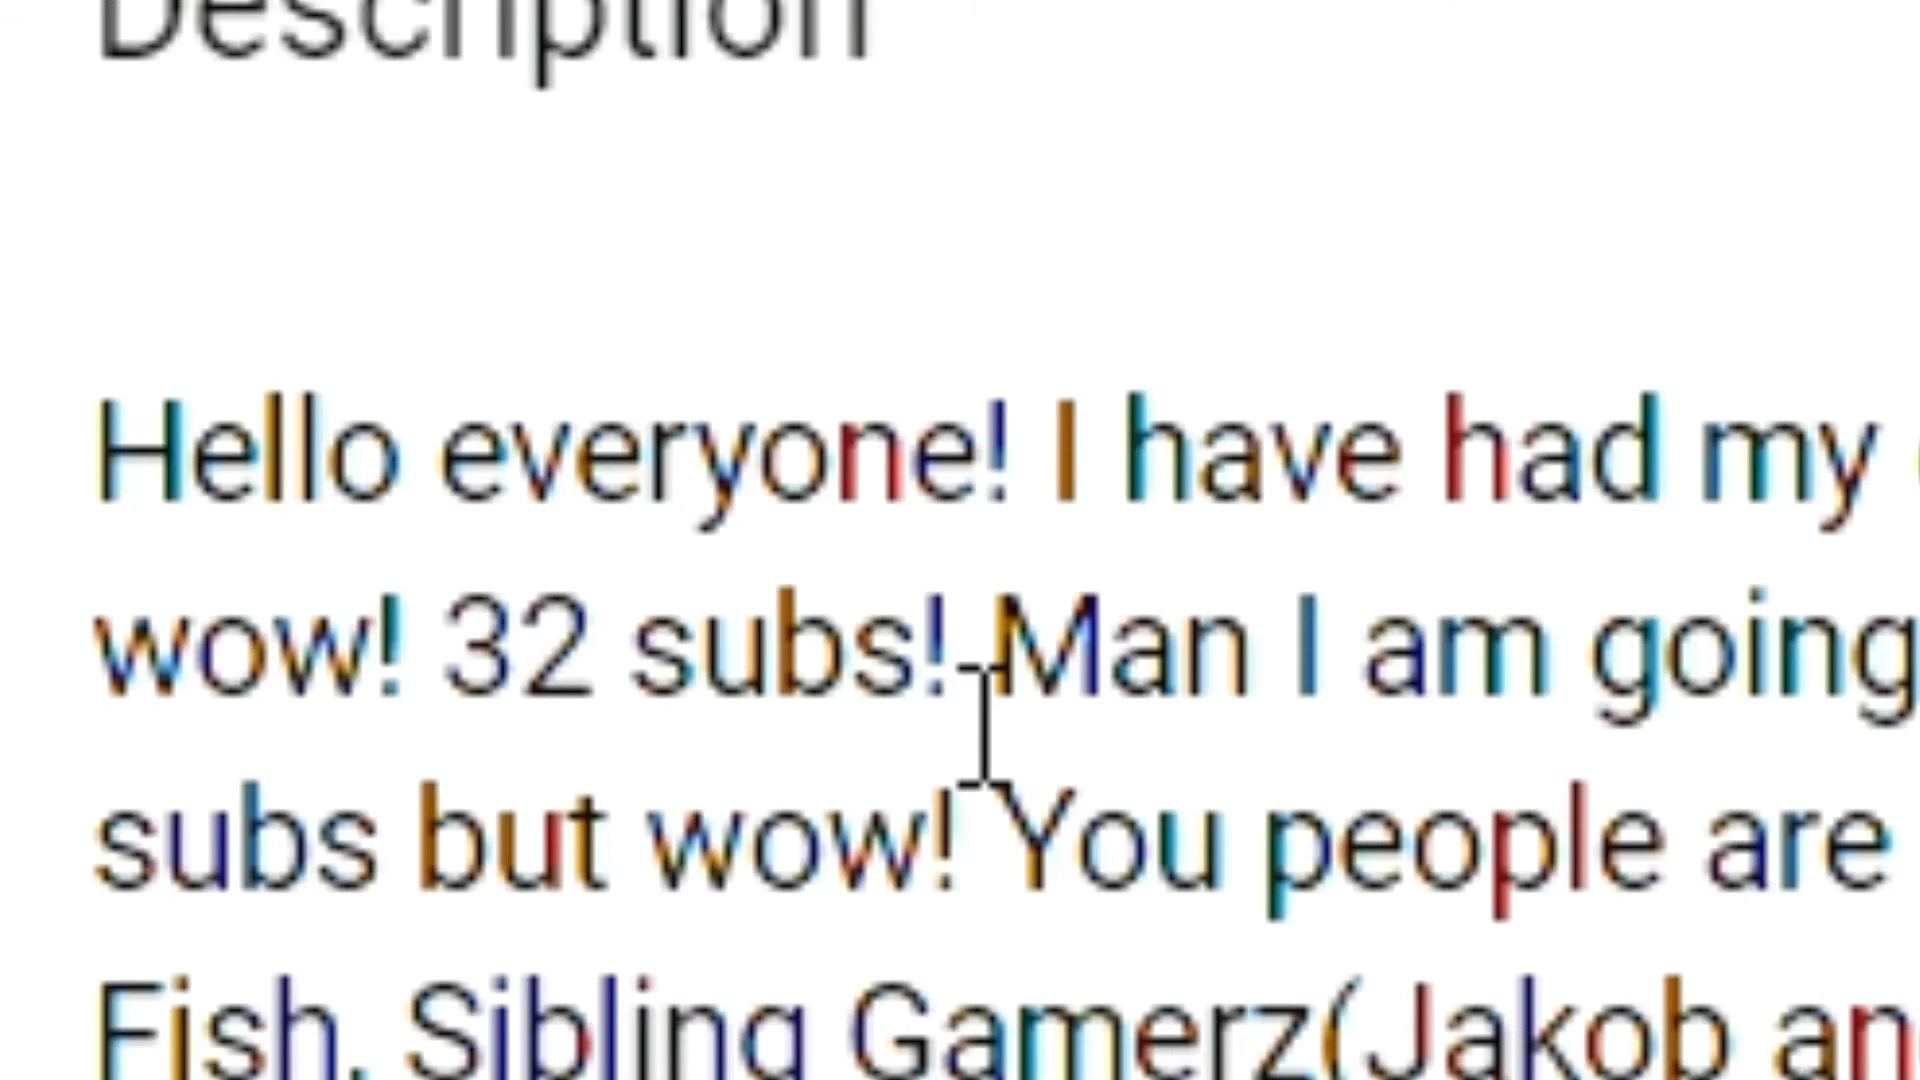 Description
Hello everyone! I have had my
wow! 32 subs! Man I am going
subs but wow! You people are
Fish, Sibling Gamerz(Jakob an